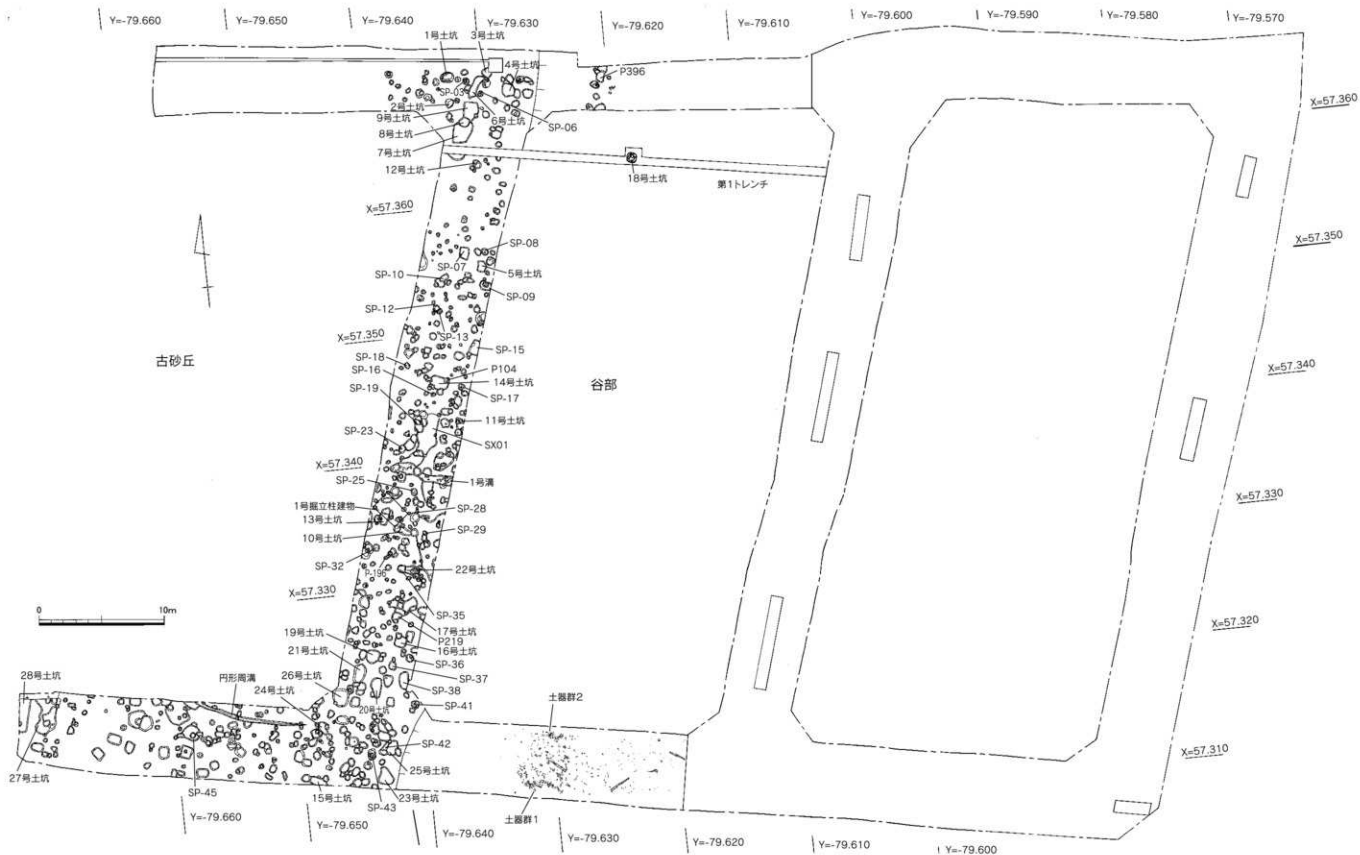 Y=-79.660
Y=-79.650
Y=-79.640
Y=-79.630
Y=-79.620
Y=-79.610
Y=-79.600
Y=-79.590
Y=-79.580
Y=-79.570
1号土坑
3号土坑
4号土坑
P396
SP-03
2号土坑
9号土坑
6号土坑
SP-06
8号土坑
7号土坑
12号土坑
18号土坑
第1トレンチ
X=57.360
X=57.360
SP-08
SP-07
5号土坑
SP-10
SP-09
X=57.350
SP-12
SP-13
X=57.350
SP-15
古砂丘
SP-18
P104
谷部
SP-16
14号土坑
SP-17
SP-19
X=57.340
11号土坑
SP-23
SX01
X=57.340
1号溝
SP-25
1号掘立柱建物
SP-28
13号土坑
SP-29
10号土坑
X=57.330
SP-32
P-196
22号土坑
X=57.330
SP-35
0
10m
17号土坑
P219
19号土坑
16号土坑
X=57.320
21号土坑
SP-36
28号土坑
円形周溝
26号土坑
SP-37
24号土坑
SP-38
20号土坑
SP-41
土器群2
SP-42
X=57.310
27号土坑
25号土坑
SP-45
15号土坑
SP-43
23号土坑
土器群1
Y=-79.660
Y=-79.650
Y=-79.640
Y=-79.630
Y=-79.620
Y=-79.610
Y=-79.600